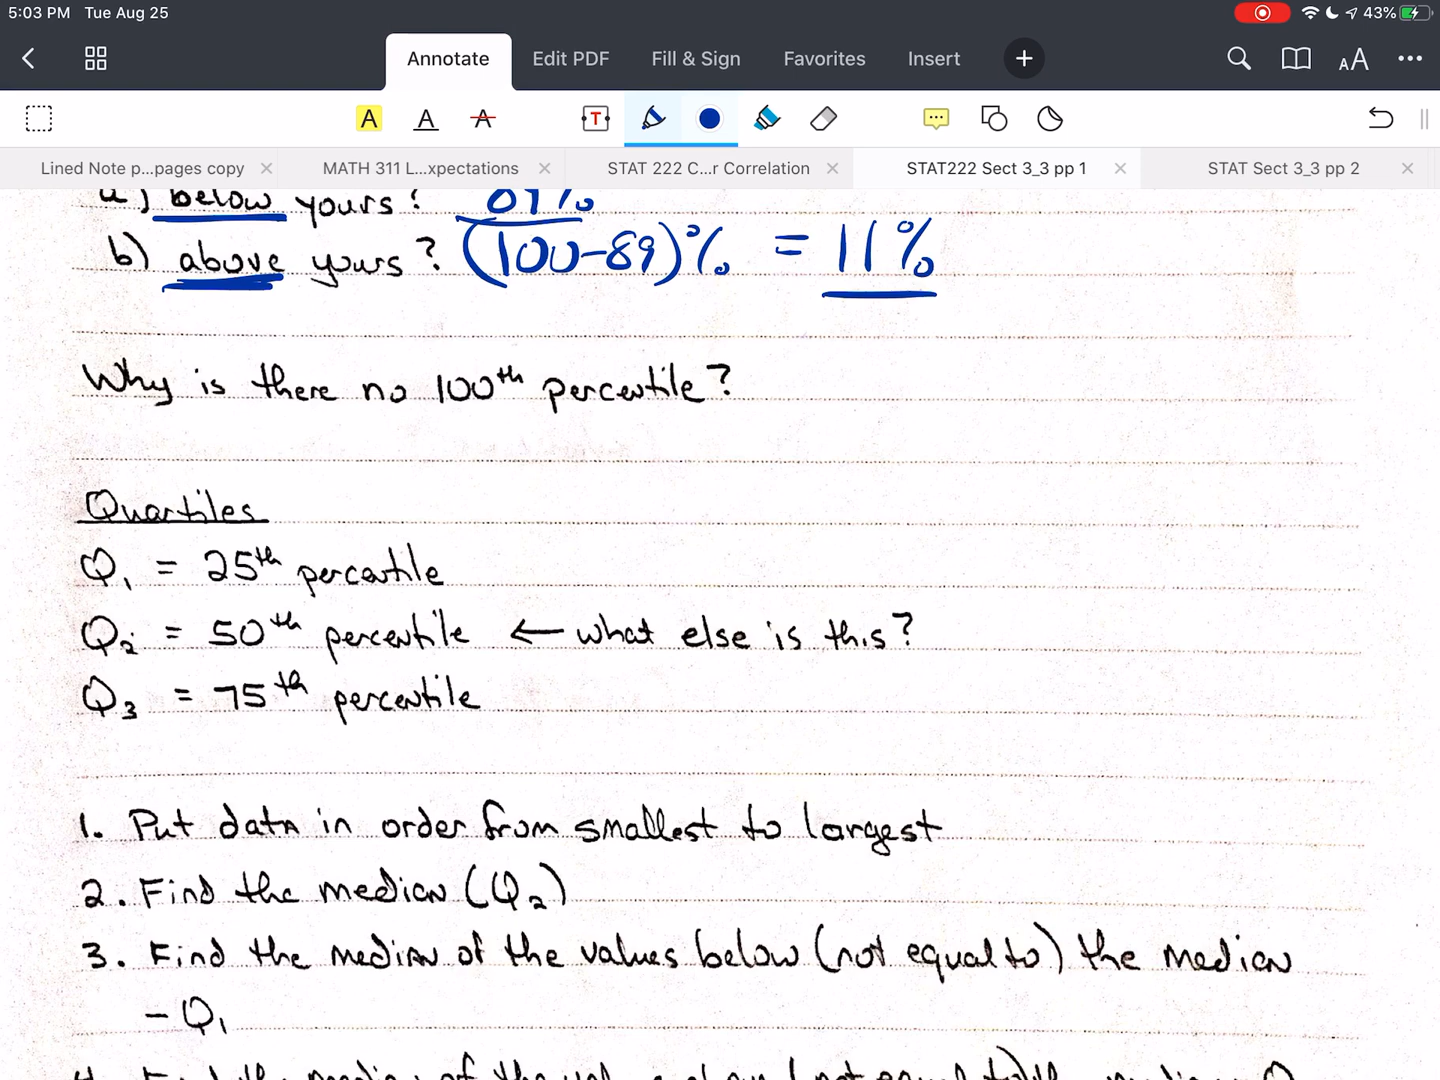 5:03 PM Tue Aug 25 43%
Annotate Edit PDF Fill & Sign Favorites Insert + AA
A A A T
Lined Note p...pages copy × MATH 311 L...xpectations × STAT 222 C...r Correlation × STAT222 Sect 3_3 pp 1 × STAT Sect 3_3 pp 2 ×
a) below yours? 89%
b) above yours? (100-89)% = 11%
Why is there no 100th percentile?
Quartiles
Q1 = 25th percentile
Q2 = 50th percentile ← what else is this?
Q3 = 75th percentile
1. Put data in order from smallest to largest
2. Find the median (Q2)
3. Find the median of the values below (not equal to) the median
- Q1